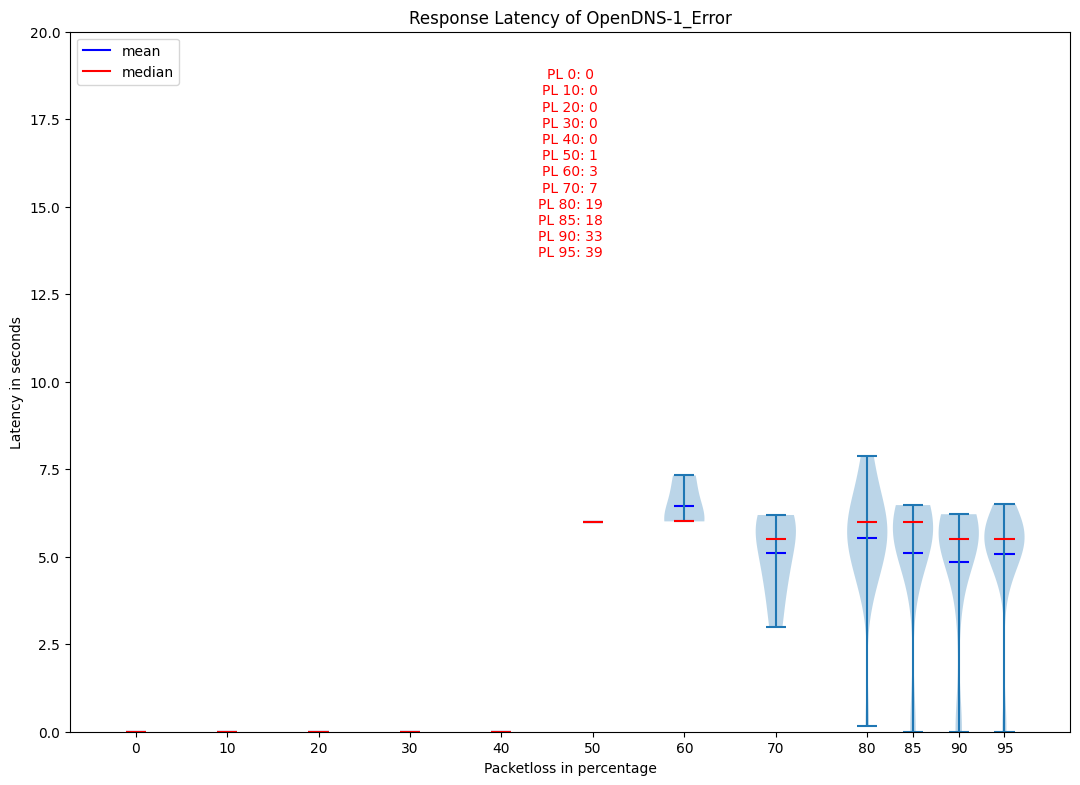 Response Latency of OpenDNS-1_Error
mean
median
PL 0: 0
PL 10: 0
PL 20: 0
PL 30: 0
PL 40: 0
PL 50: 1
PL 60: 3
PL 70: 7
PL 80: 19
PL 85: 18
PL 90: 33
PL 95: 39
Latency in seconds
20.0
17.5
15.0
12.5
10.0
7.5
5.0
2.5
0.0
0 10 20 30 40 50 60 70 80 85 90 95
Packetloss in percentage